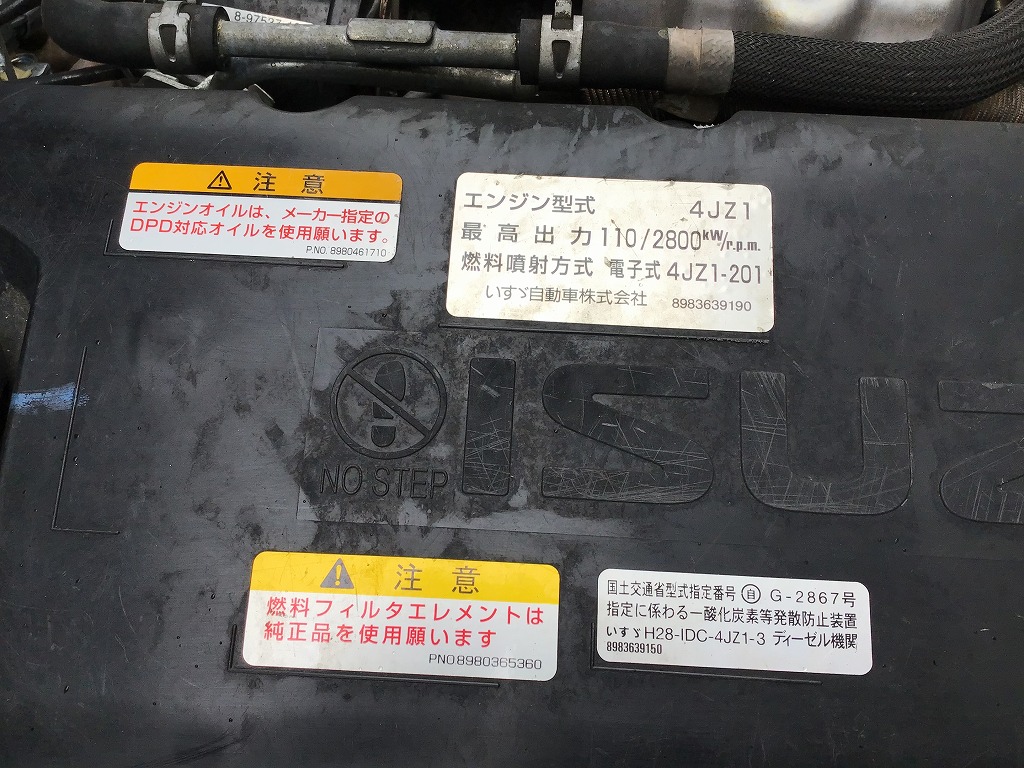 8-97527
注意
エンジンオイルは、メーカー指定の
DPD対応オイルを使用願います。
P.NO. 8980461710
エンジン型式 4JZ1
最高出力 110/2800kW/r.p.m.
燃料噴射方式 電子式 4JZ1-201
いすゞ自動車株式会社 8983639190
NO STEP
ISUZ
注意
燃料フィルタエレメントは
純正品を使用願います
PNO8980365360
国土交通省型式指定番号 自 G-2867号
指定に係わる一酸化炭素等発散防止装置
いすゞH28-IDC-4JZ1-3 ディーゼル機関
8983639150